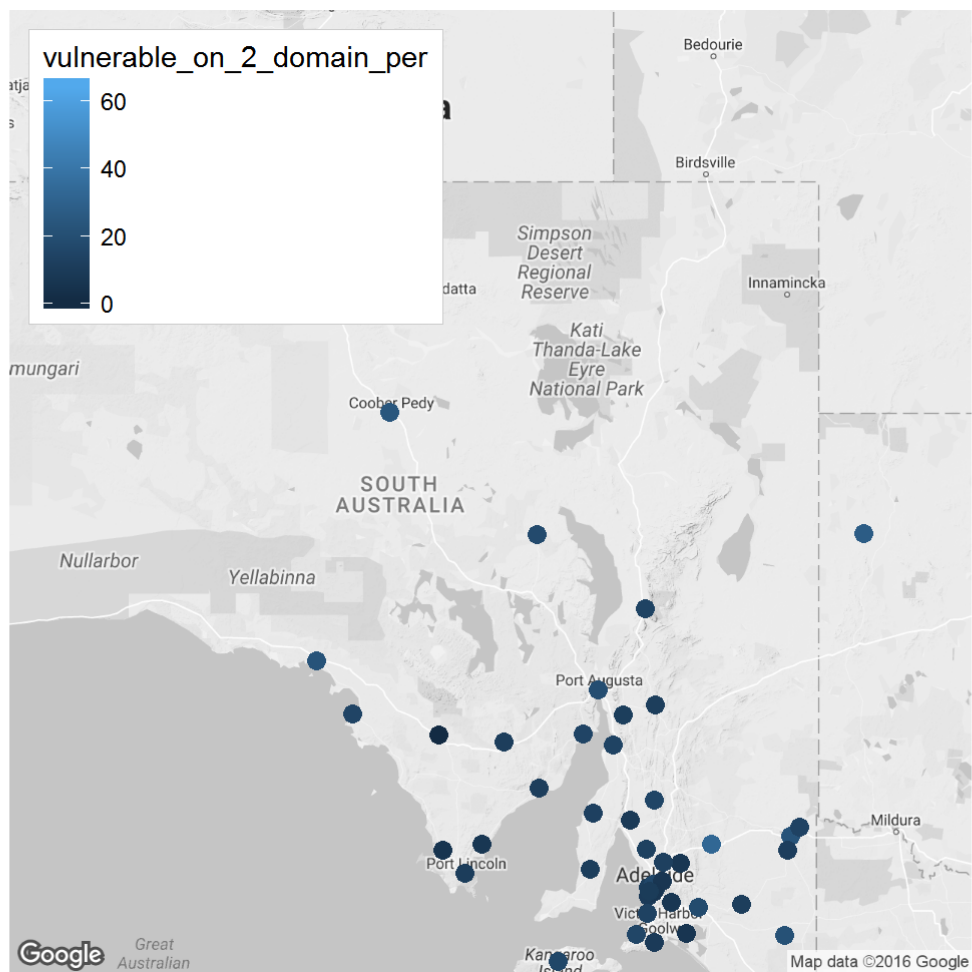 vulnerable_on_2_domain_per
60
40
20
0
Bedourie
Birdsville
Simpson
Desert
Regional
Reserve
Innamincka
Kati
Thanda-Lake
Eyre
National Park
Coober Pedy
SOUTH
AUSTRALIA
Nullarbor
Yellabinna
Port Augusta
Mildura
Port Lincoln
Adelaide
Victor Harbor
Goolwa
Kangaroo
Island
Great
Australian
Google
Map data ©2016 Google